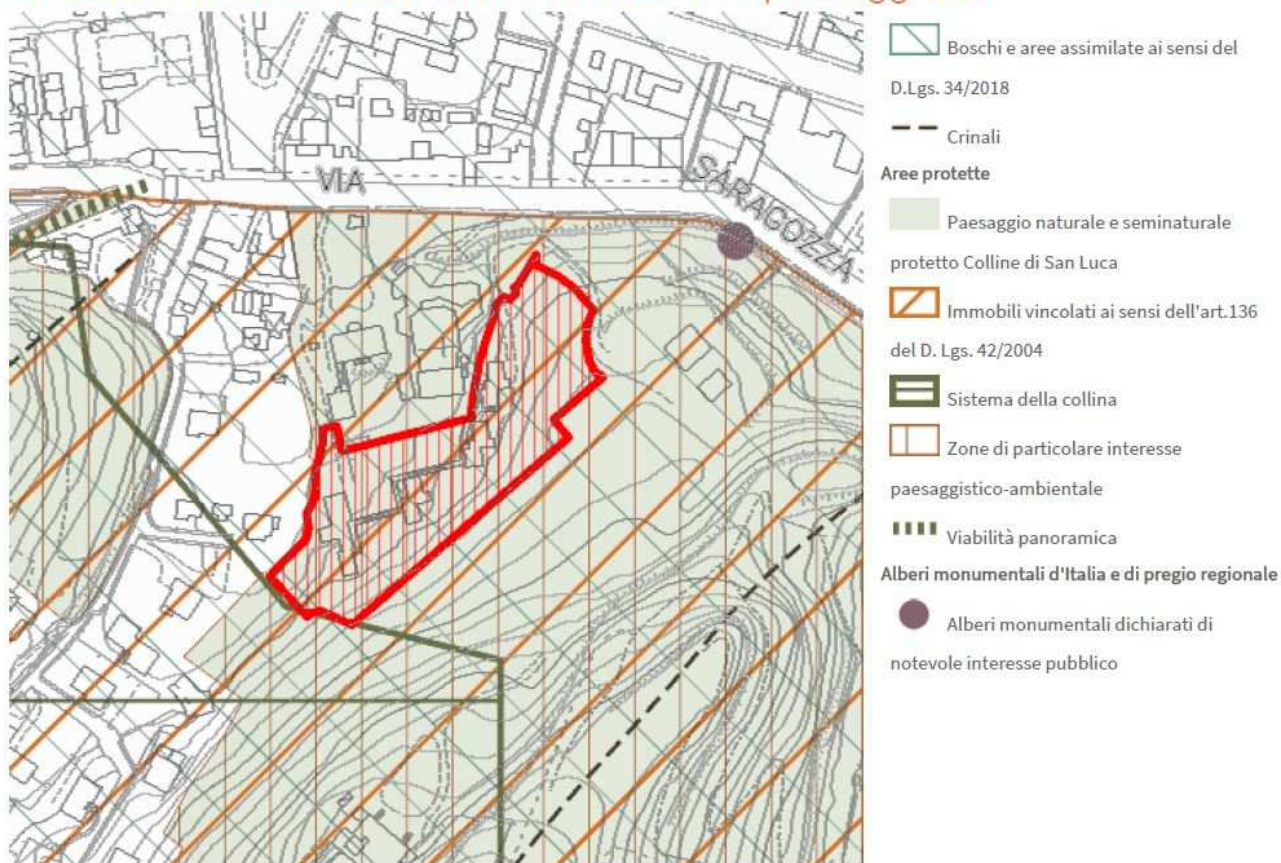 VIA
SARAGOZZA
Boschi e aree assimilate ai sensi del
D.Lgs. 34/2018
Crinali
Aree protette
Paesaggio naturale e seminaturale
protetto Colline di San Luca
Immobili vincolati ai sensi dell'art.136
del D. Lgs. 42/2004
Sistema della collina
Zone di particolare interesse
paesaggistico-ambientale
Viabilità panoramica
Alberi monumentali d'Italia e di pregio regionale
Alberi monumentali dichiarati di
notevole interesse pubblico